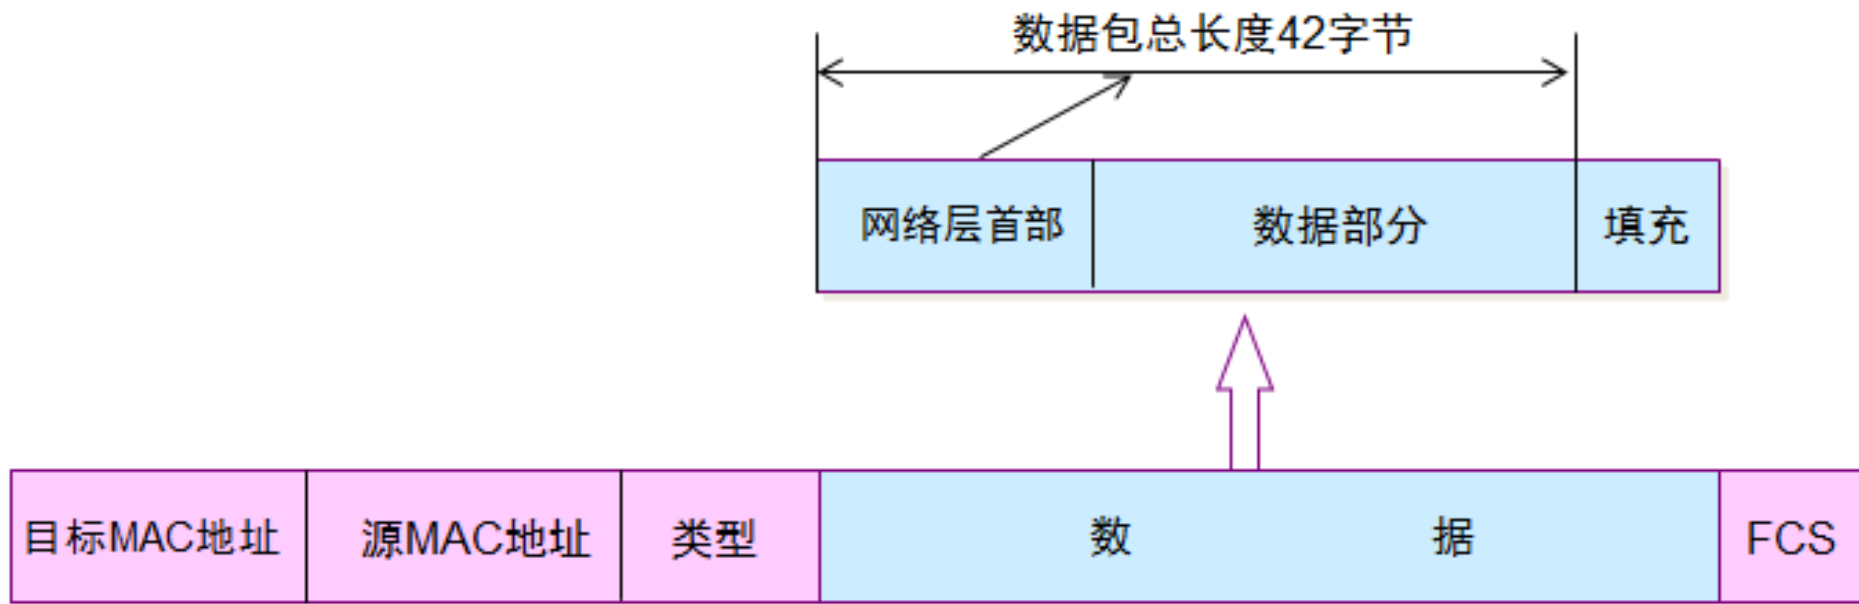 数据包总长度42字节
网络层首部 数据部分 填充
目标MAC地址 源MAC地址 类型 数 据 FCS